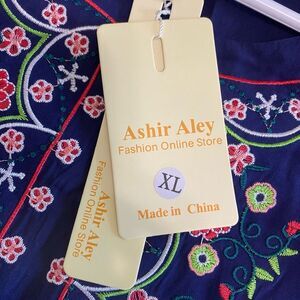 Ashir Aley
Fashion Online Store
XL
Made in China
Ashir Aley
Fashion Online Store